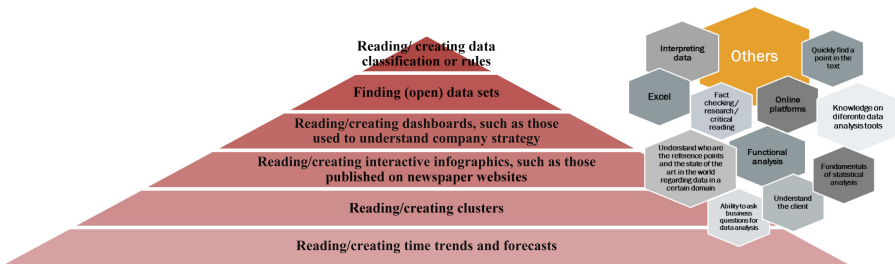 Reading/ creating data
classification or rules
Finding (open) data sets
Reading/creating dashboards, such as those
used to understand company strategy
Reading/creating interactive infographics, such as those
published on newspaper websites
Reading/creating clusters
Reading/creating time trends and forecasts
Others
Interpreting
data
Quickly find a
point in the
text
Excel
Fact
checking/
research/
critical
reading
Online
platforms
Knowledge on
diferente data
analysis tools
Understand who are
the reference points
and the state of the
art in the world
regarding data in a
certain domain
Functional
analysis
Fundamentals
of statistical
analysis
Ability to ask
business
questions for
data analysis
Understand
the client